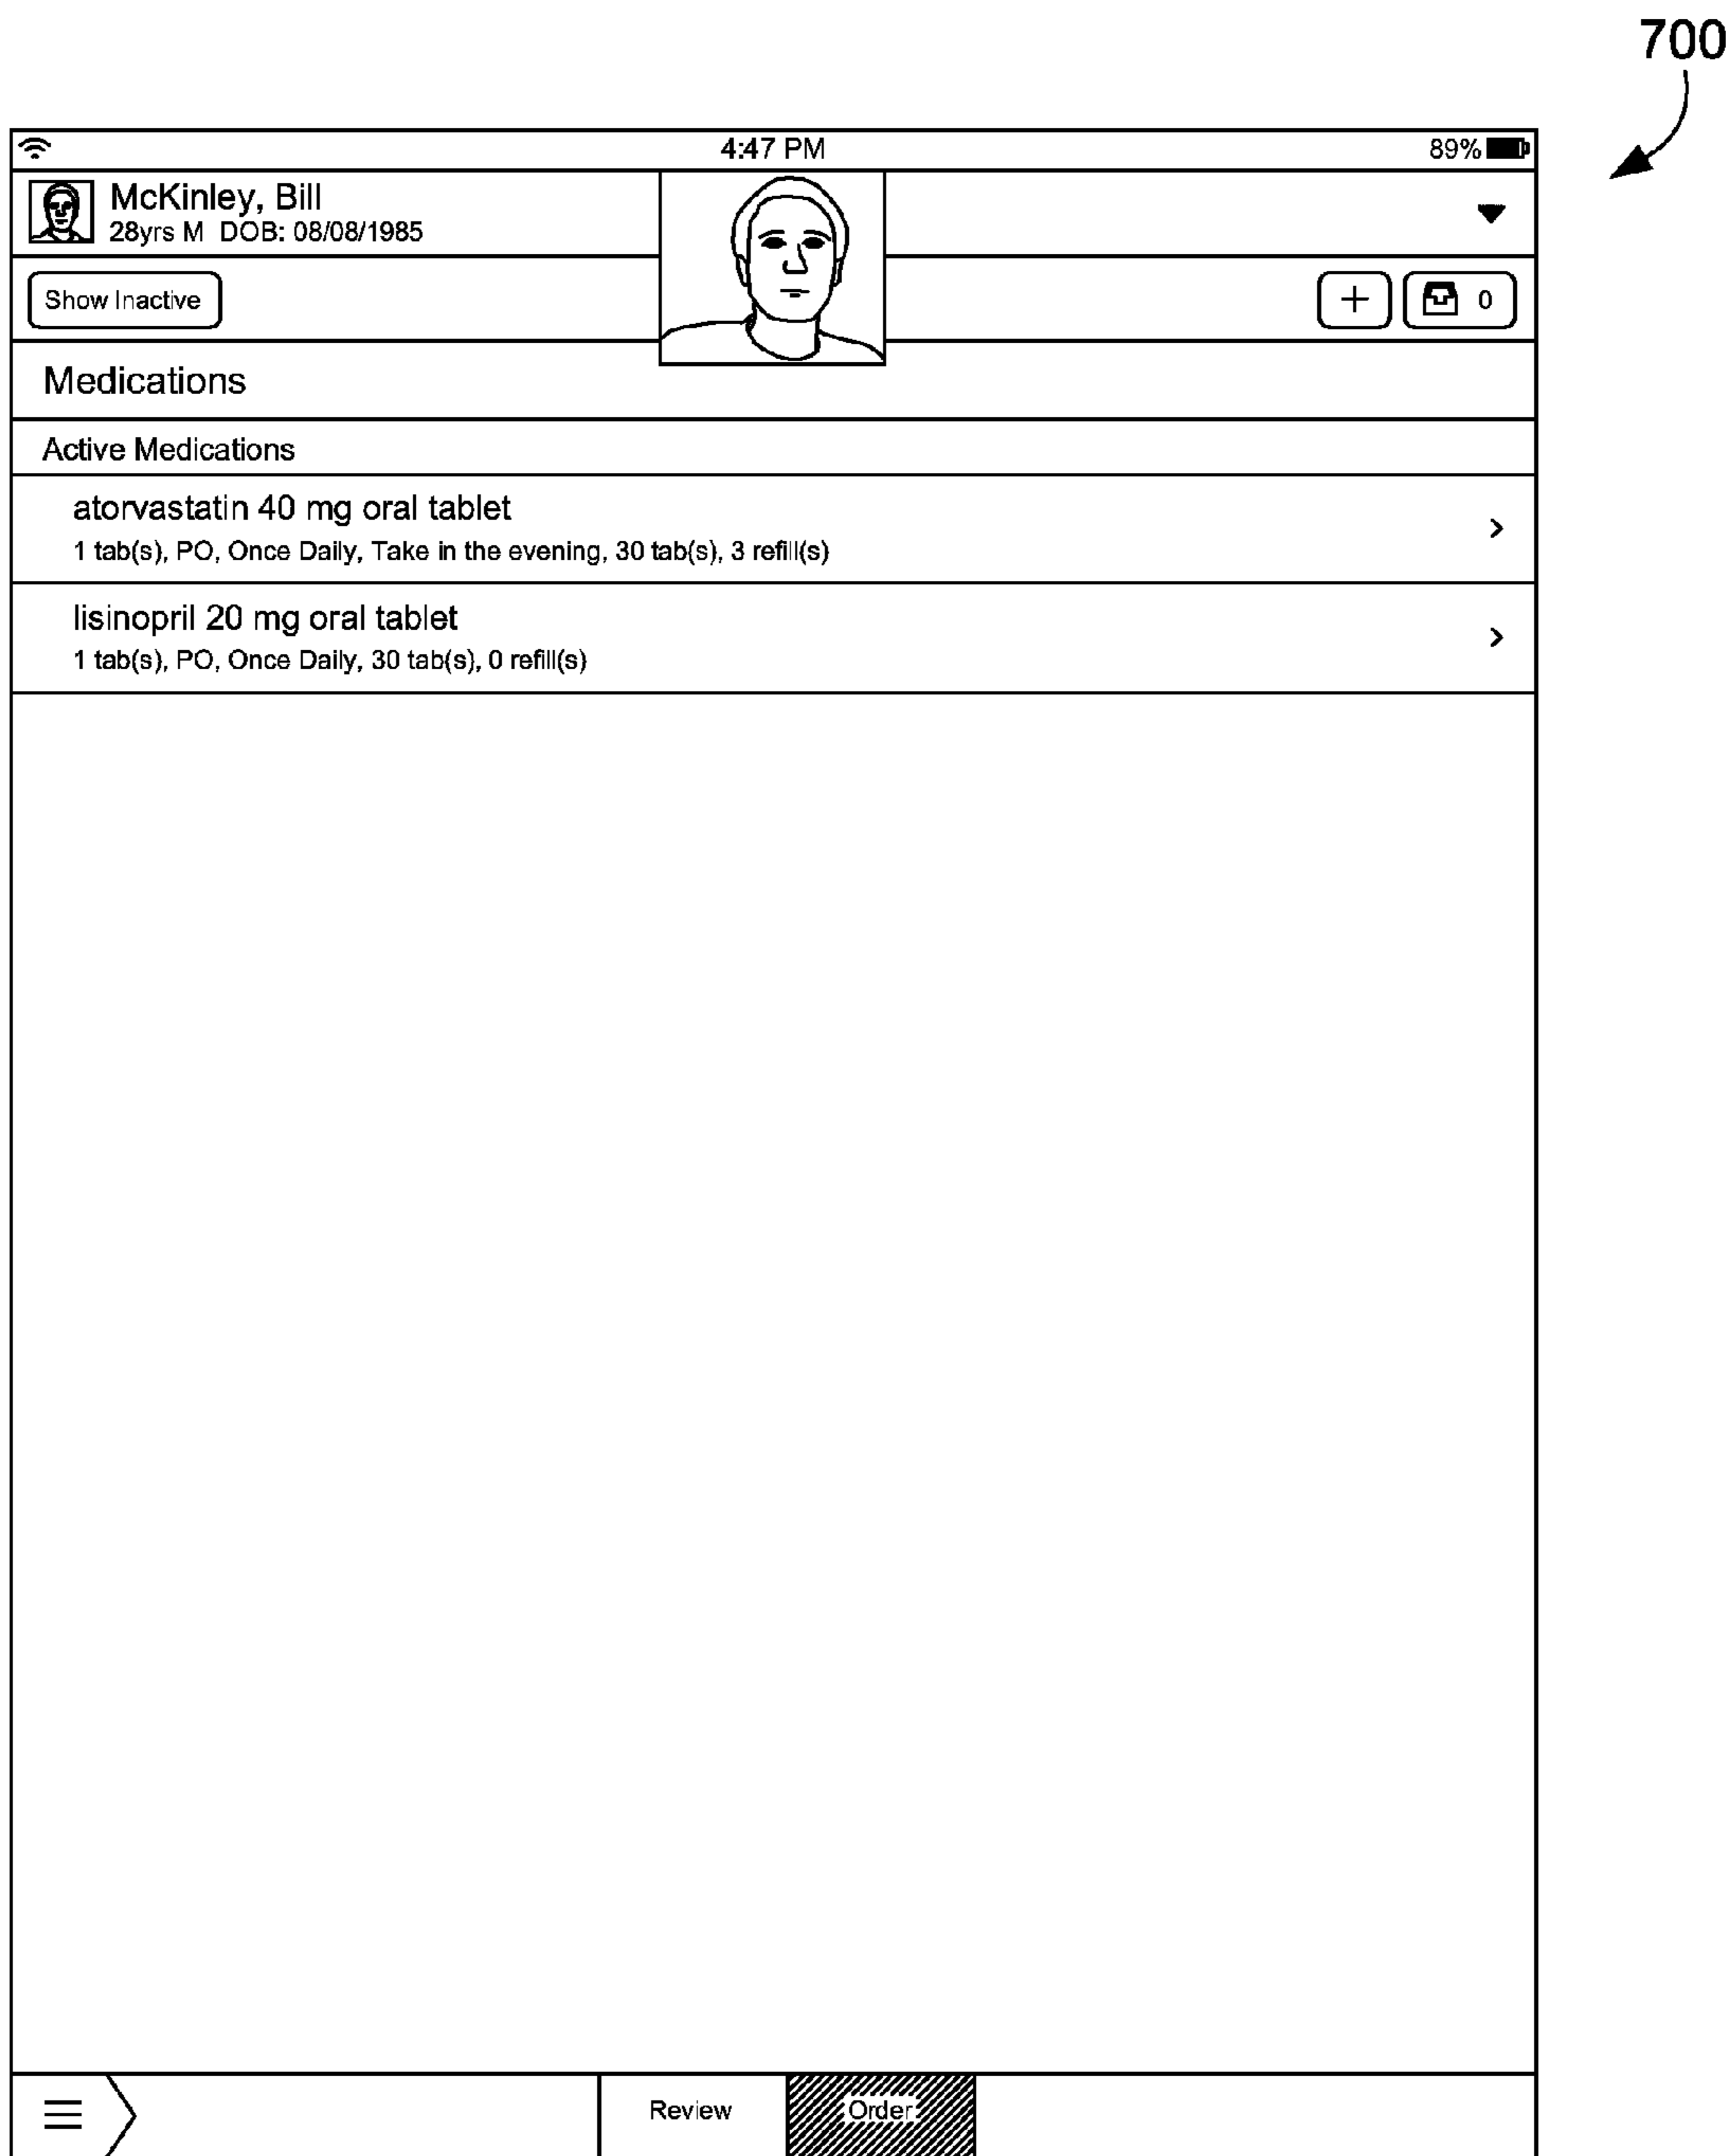 700
4:47 PM 89%
McKinley, Bill
28yrs M DOB: 08/08/1985
Show Inactive + 0
Medications
Active Medications
atorvastatin 40 mg oral tablet
1 tab(s), PO, Once Daily, Take in the evening, 30 tab(s), 3 refill(s)
lisinopril 20 mg oral tablet
1 tab(s), PO, Once Daily, 30 tab(s), 0 refill(s)
Review Order